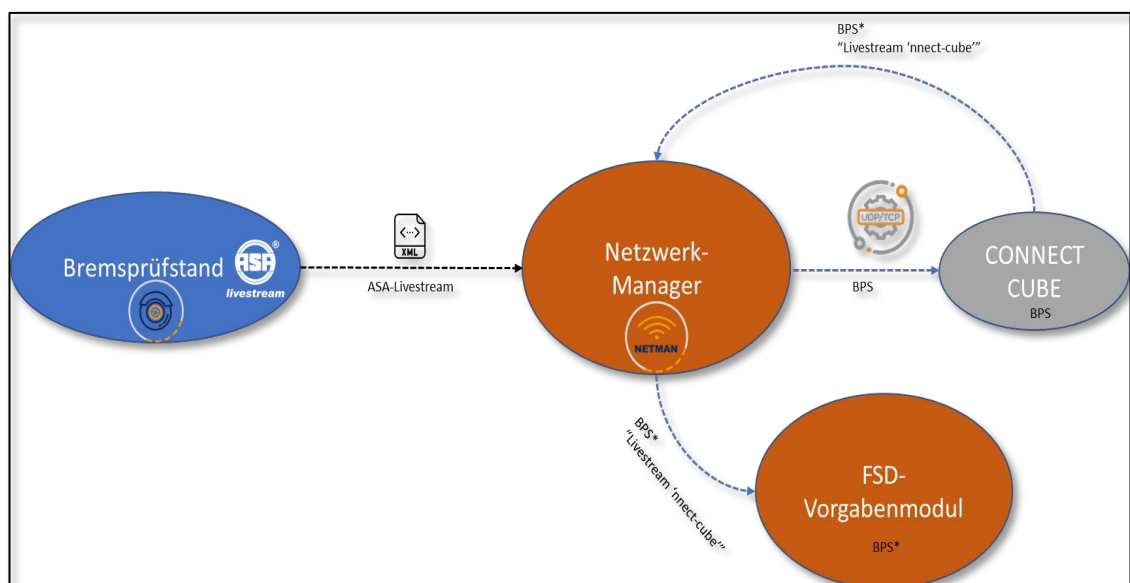 BPS*
“Livestream ‘nnect-cube’”
Bremsprüfstand
ASA®
livestream
<···>
XML
ASA-Livestream
Netzwerk-
Manager
NETMAN
UDP/TCP
BPS
CONNECT
CUBE
BPS
BPS*
“Livestream ‘nnect-cube’”
FSD-
Vorgabenmodul
BPS*